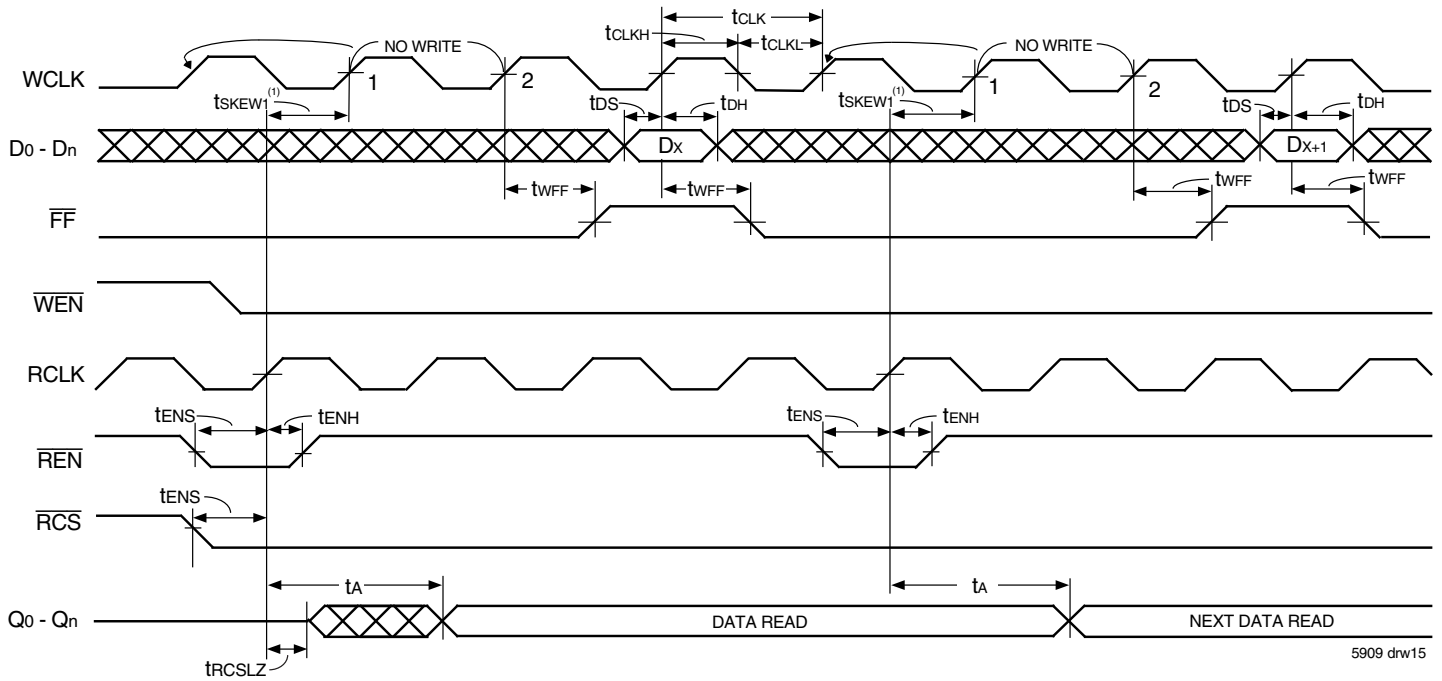 tCLK
tCLKH
tCLKL
NO WRITE
NO WRITE
WCLK
1
2
1
2
tSKEW1(1)
tDS
tDH
tSKEW1(1)
tDS
tDH
D0 - Dn
DX
DX+1
tWFF
tWFF
tWFF
tWFF
FF
WEN
RCLK
tENS
tENH
tENS
tENH
REN
tENS
RCS
tA
tA
Q0 - Qn
DATA READ
NEXT DATA READ
tRCSLZ
5909 drw15